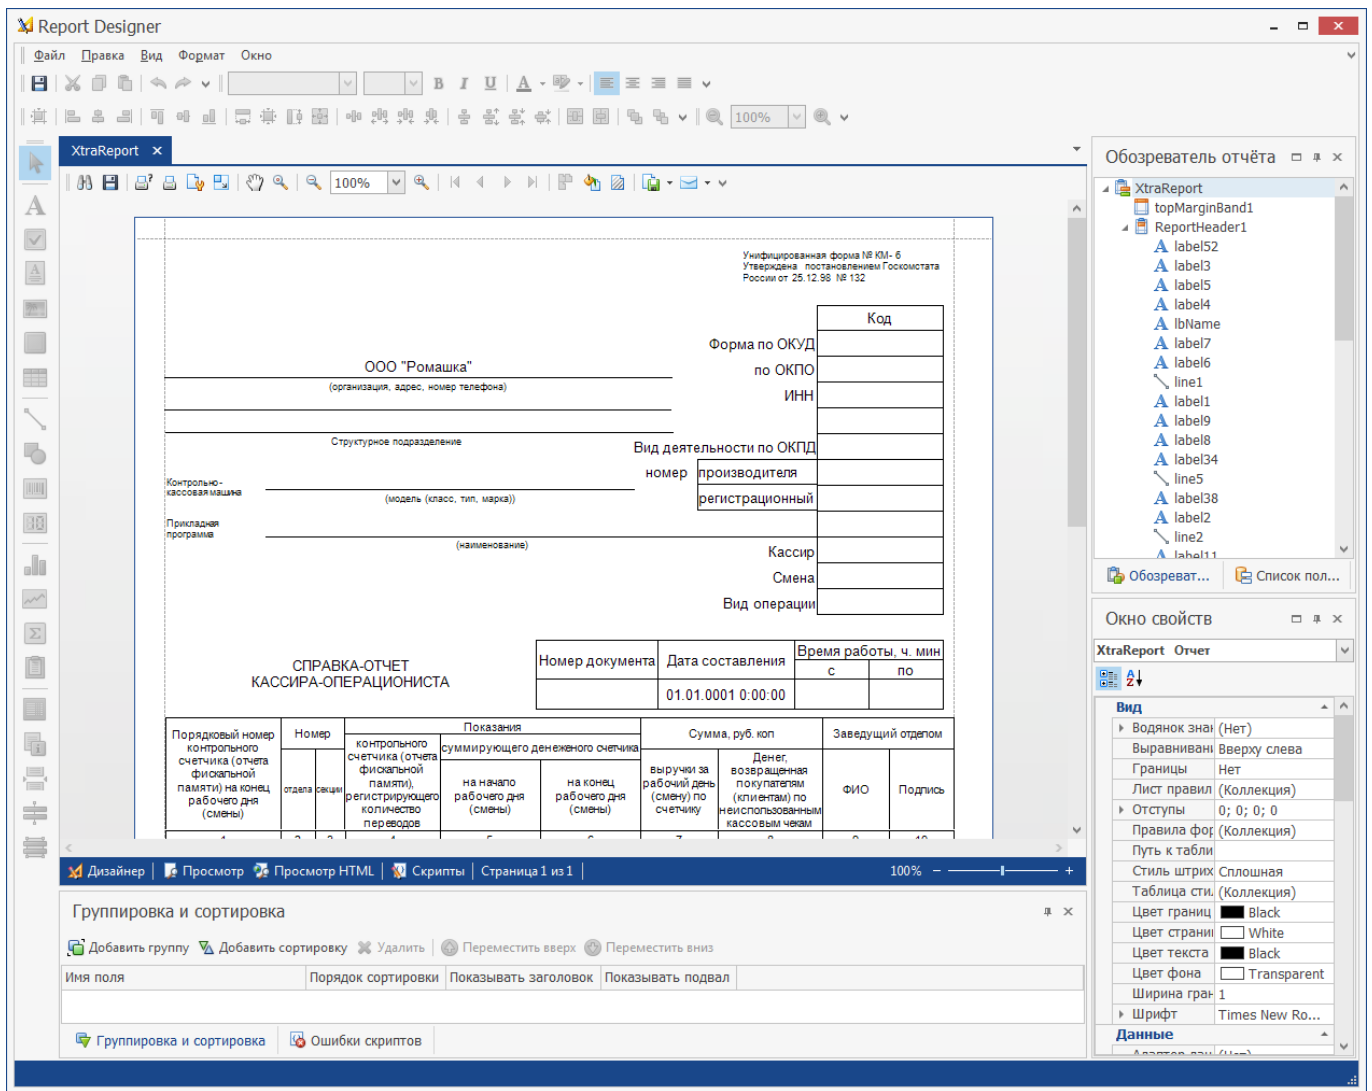 Report Designer
Файл Правка Вид Формат Окно
B I U A
100%
XtraReport
100%
Унифицированная форма № КМ- 6
Утверждена постановлением Госкомстата
России от 25.12.98 № 132
Код
Форма по ОКУД
ООО "Ромашка"
по ОКПО
(организация, адрес, номер телефона)
ИНН
Структурное подразделение
Вид деятельности по ОКПД
номер производителя
Контрольно-
кассовая машина
(модель (класс, тип, марка))
регистрационный
Прикладная
программа
(наименование)
Кассир
Смена
Вид операции
СПРАВКА-ОТЧЕТ
КАССИРА-ОПЕРАЦИОНИСТА
Номер документа Дата составления Время работы, ч. мин
с по
01.01.0001 0:00:00
Порядковый номер
контрольного
счетчика (отчета
фискальной
памяти) на конец
рабочего дня
(смены)
Номер
отдела секции
Показания
контрольного
счетчика (отчета
фискальной
памяти),
регистрирующего
количество
переводов
суммирующего денеженого счетчика
на начало
рабочего дня
(смены)
на конец
рабочего дня
(смены)
Сумма, руб. коп
выручки за
рабочий день
(смену) по
счетчику
Денег,
возвращенная
покупателям
(клиентам) по
неиспользованным
кассовым чекам
Заведущий отделом
ФИО Подпись
Дизайнер Просмотр Просмотр HTML Скрипты Страница 1 из 1 100% − +
Группировка и сортировка
Добавить группу Добавить сортировку Удалить Переместить вверх Переместить вниз
Имя поля Порядок сортировки Показывать заголовок Показывать подвал
Группировка и сортировка Ошибки скриптов
Обозреватель отчёта
XtraReport
topMarginBand1
ReportHeader1
label52
label3
label5
label4
lbName
label7
label6
line1
label1
label9
label8
label34
line5
label38
label2
line2
label11
Обозреват... Список пол...
Окно свойств
XtraReport Отчет
Вид
Водянок знак (Нет)
Выравнивани Вверху слева
Границы Нет
Лист правил (Коллекция)
Отступы 0; 0; 0; 0
Правила фор (Коллекция)
Путь к табли
Стиль штрих Сплошная
Таблица стил (Коллекция)
Цвет границ Black
Цвет страни White
Цвет текста Black
Цвет фона Transparent
Ширина гран 1
Шрифт Times New Ro...
Данные